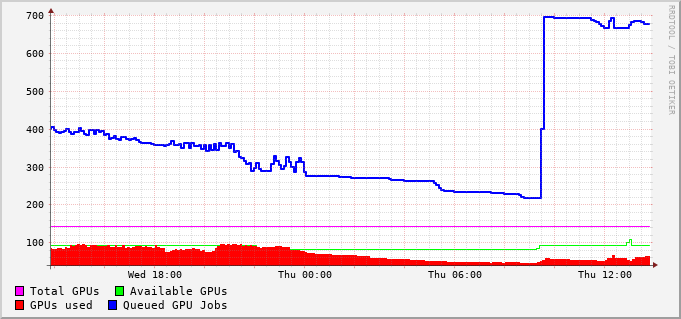 700
600
500
400
300
200
100
Wed 18:00 Thu 00:00 Thu 06:00 Thu 12:00
Total GPUs Available GPUs
GPUs used Queued GPU Jobs
RRDTOOL / TOBI OETIKER